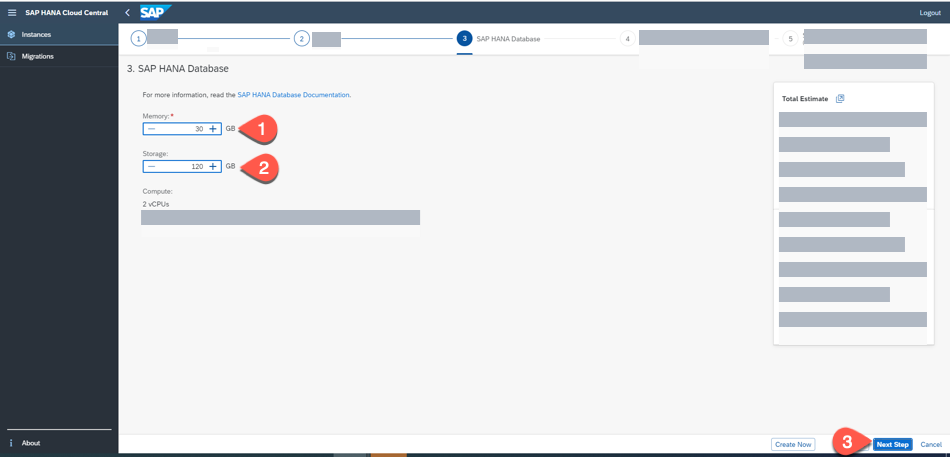 SAP HANA Cloud Central
SAP
Logout
Instances
Migrations
1
2
3 SAP HANA Database
4
5
3. SAP HANA Database
For more information, read the SAP HANA Database Documentation.
Memory:*
30 GB
1
Storage:
120 GB
2
Compute:
2 vCPUs
Total Estimate
About
Create Now
3
Next Step
Cancel